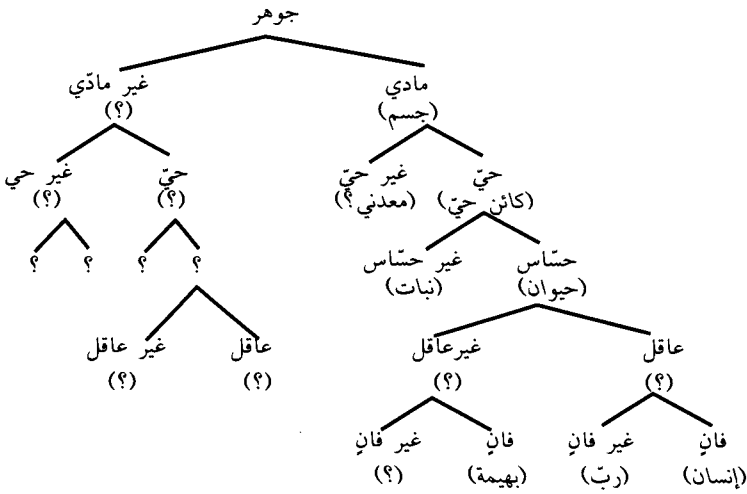 جوهر
مادي غير مادّي
(جسم) (؟)
حيّ غير حيّ حيّ غير حي
(كائن حيّ) (معدني؟) (؟) (؟)
حسّاس غير حسّاس ؟ ؟ ؟ ؟
(حيوان) (نبات)
عاقل غيرعاقل عاقل غير عاقل
(؟) (؟) (؟) (؟)
فانٍ غير فانٍ فانٍ غير فانٍ
(إنسان) (ربّ) (بهيمة) (؟)